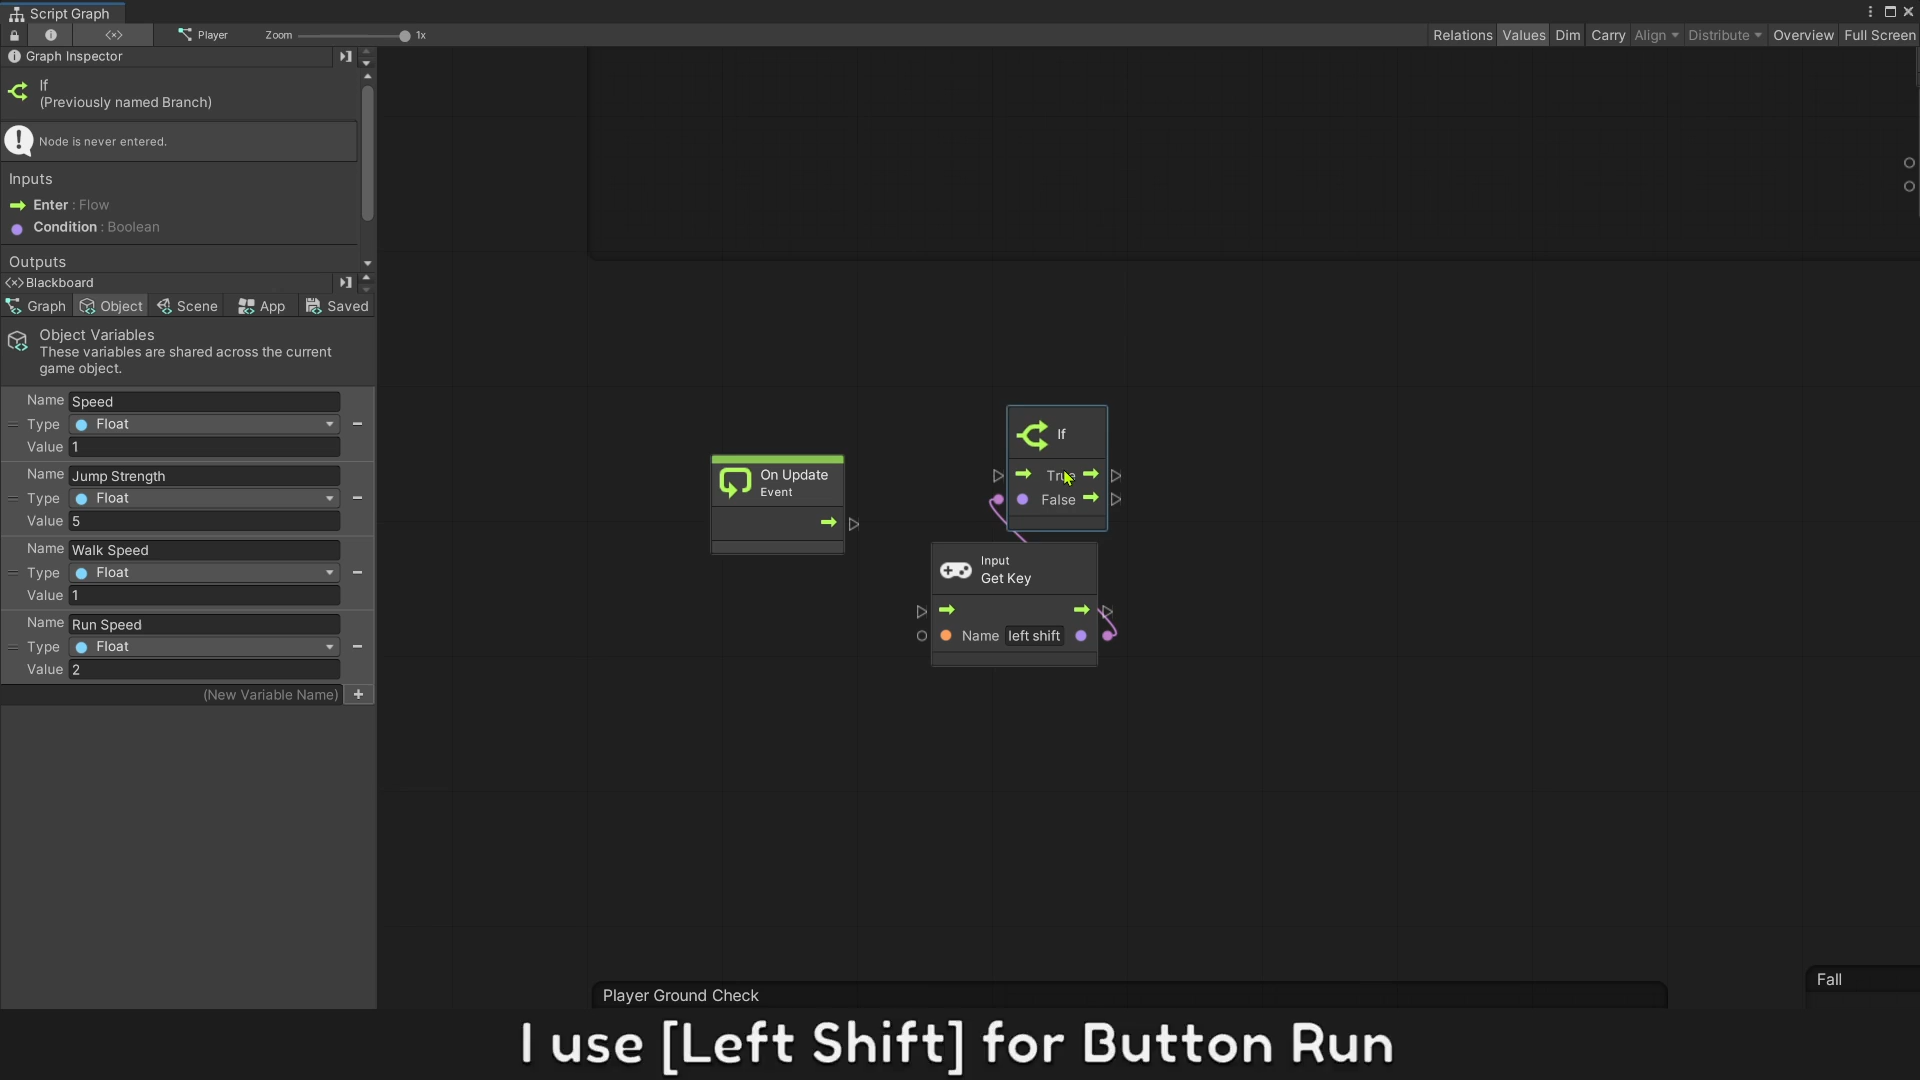 Script Graph
Player Zoom 1x Relations Values Dim Carry Align Distribute Overview Full Screen
Graph Inspector
If
(Previously named Branch)
Node is never entered.
Inputs
Enter : Flow
Condition : Boolean
Outputs
<x> Blackboard
Graph Object Scene App Saved
Object Variables
These variables are shared across the current
game object.
Name Speed
Type Float
Value 1
Name Jump Strength
Type Float
Value 5
Name Walk Speed
Type Float
Value 1
Name Run Speed
Type Float
Value 2
(New Variable Name) +
On Update
Event
If
True
False
Input
Get Key
Name left shift
Player Ground Check
Fall
I use [Left Shift] for Button Run